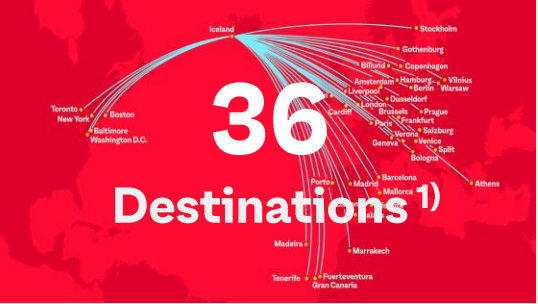 Iceland
Stockholm
Gothenburg
Billund
Copenhagen
Amsterdam
Hamburg
Vilnius
Berlin
Warsaw
Liverpool
Dusseldorf
London
Cardiff
Brussels
Prague
Frankfurt
Paris
Salzburg
Verona
Geneva
Venice
Split
Bologna
Toronto
New York
Boston
Baltimore
Washington D.C.
36
Porto
Madrid
Barcelona
Mallorca
Athens
Destinations 1)
Madeira
Marrakech
Tenerife
Fuerteventura
Gran Canaria